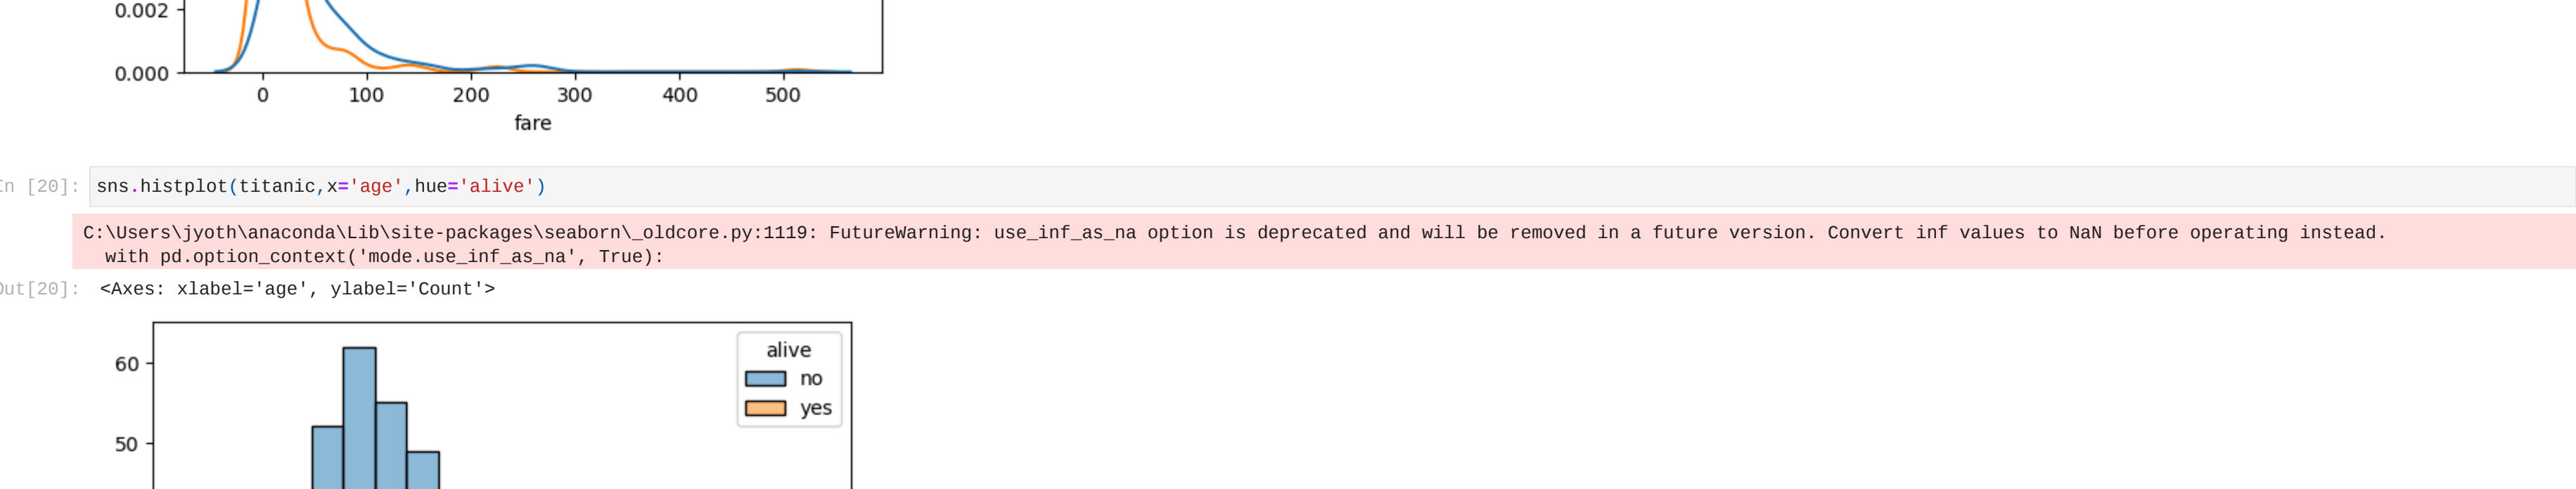 0.002
0.000
0 100 200 300 400 500
fare
n [20]: sns.histplot(titanic,x='age',hue='alive')
C:\Users\jyoth\anaconda\Lib\site-packages\seaborn\_oldcore.py:1119: FutureWarning: use_inf_as_na option is deprecated and will be removed in a future version. Convert inf values to NaN before operating instead.
with pd.option_context('mode.use_inf_as_na', True):
Out[20]: <Axes: xlabel='age', ylabel='Count'>
alive
60
no
yes
50